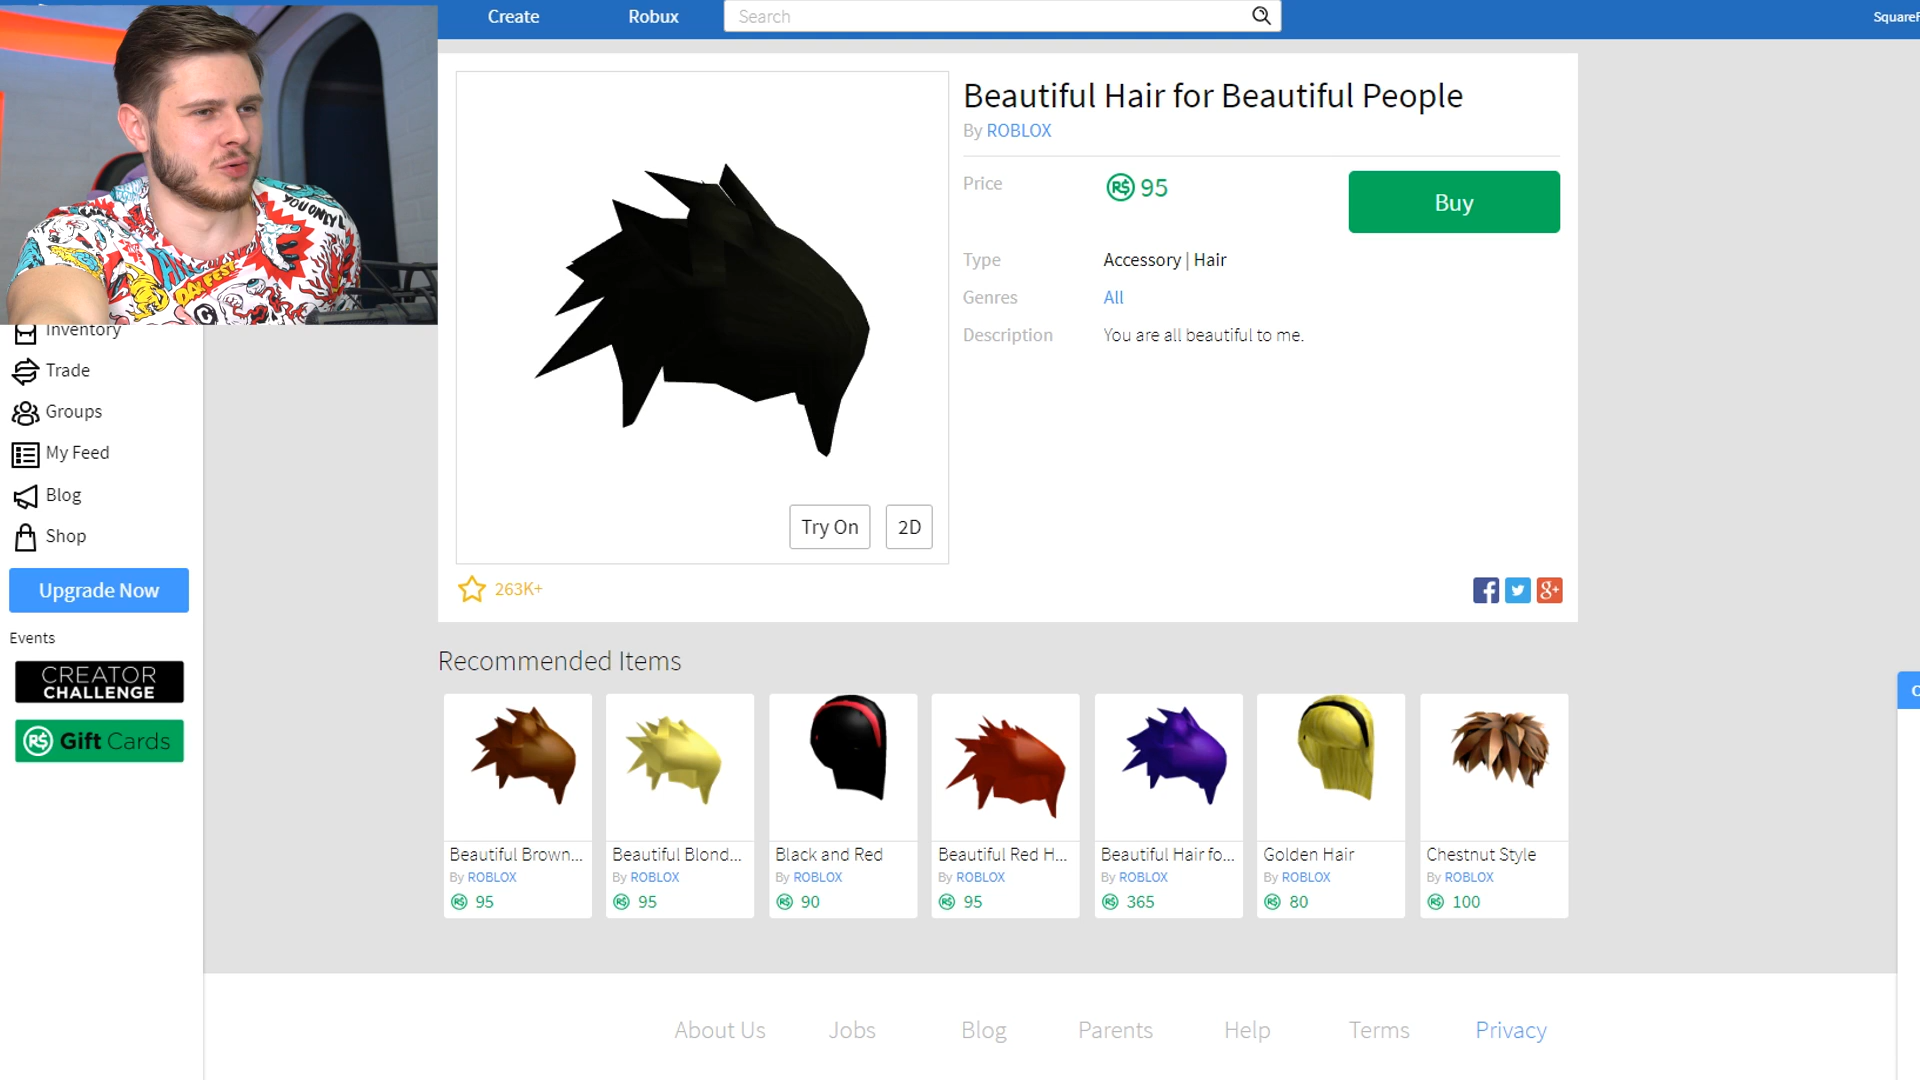 Create
Robux
Search
SquareF
Beautiful Hair for Beautiful People
By ROBLOX
Price
R$ 95
Buy
Type
Accessory | Hair
Genres
All
Description
You are all beautiful to me.
Try On
2D
263K+
YOU ONLY L
Inventory
Trade
Groups
My Feed
Blog
Shop
Upgrade Now
Events
CREATOR
CHALLENGE
R$ Gift Cards
Recommended Items
Beautiful Brown...
By ROBLOX
R$ 95
Beautiful Blond...
By ROBLOX
R$ 95
Black and Red
By ROBLOX
R$ 90
Beautiful Red H...
By ROBLOX
R$ 95
Beautiful Hair fo...
By ROBLOX
R$ 365
Golden Hair
By ROBLOX
R$ 80
Chestnut Style
By ROBLOX
R$ 100
About Us
Jobs
Blog
Parents
Help
Terms
Privacy